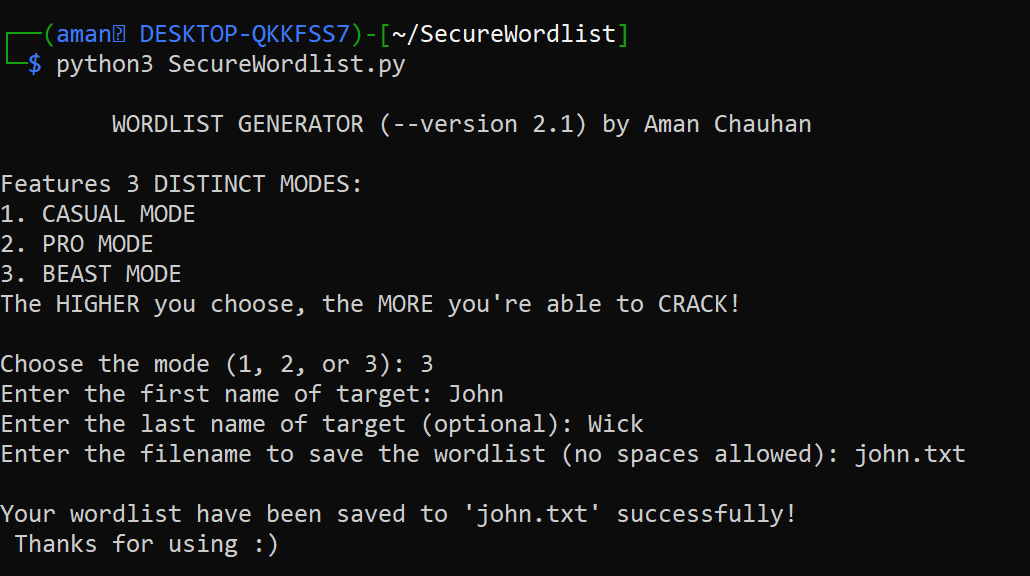 (aman DESKTOP-QKKFSS7)-[~/SecureWordlist]
$ python3 SecureWordlist.py
WORDLIST GENERATOR (--version 2.1) by Aman Chauhan
Features 3 DISTINCT MODES:
1. CASUAL MODE
2. PRO MODE
3. BEAST MODE
The HIGHER you choose, the MORE you're able to CRACK!
Choose the mode (1, 2, or 3): 3
Enter the first name of target: John
Enter the last name of target (optional): Wick
Enter the filename to save the wordlist (no spaces allowed): john.txt
Your wordlist have been saved to 'john.txt' successfully!
Thanks for using :)